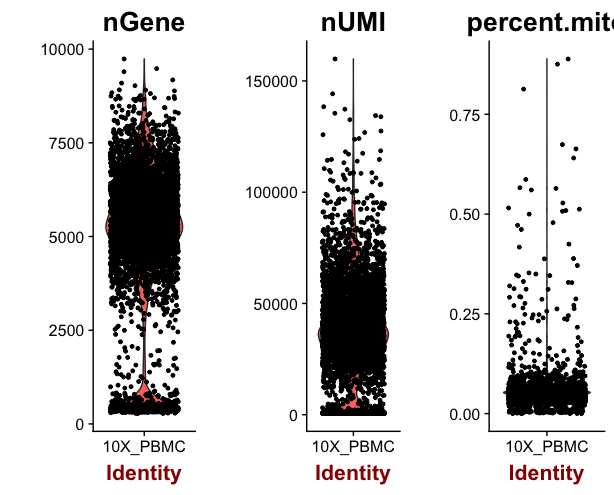 nGene
10000
7500
5000
2500
0
10X_PBMC
Identity
nUMI
150000
100000
50000
0
10X_PBMC
Identity
percent.mito
0.75
0.50
0.25
0.00
10X_PBMC
Identity